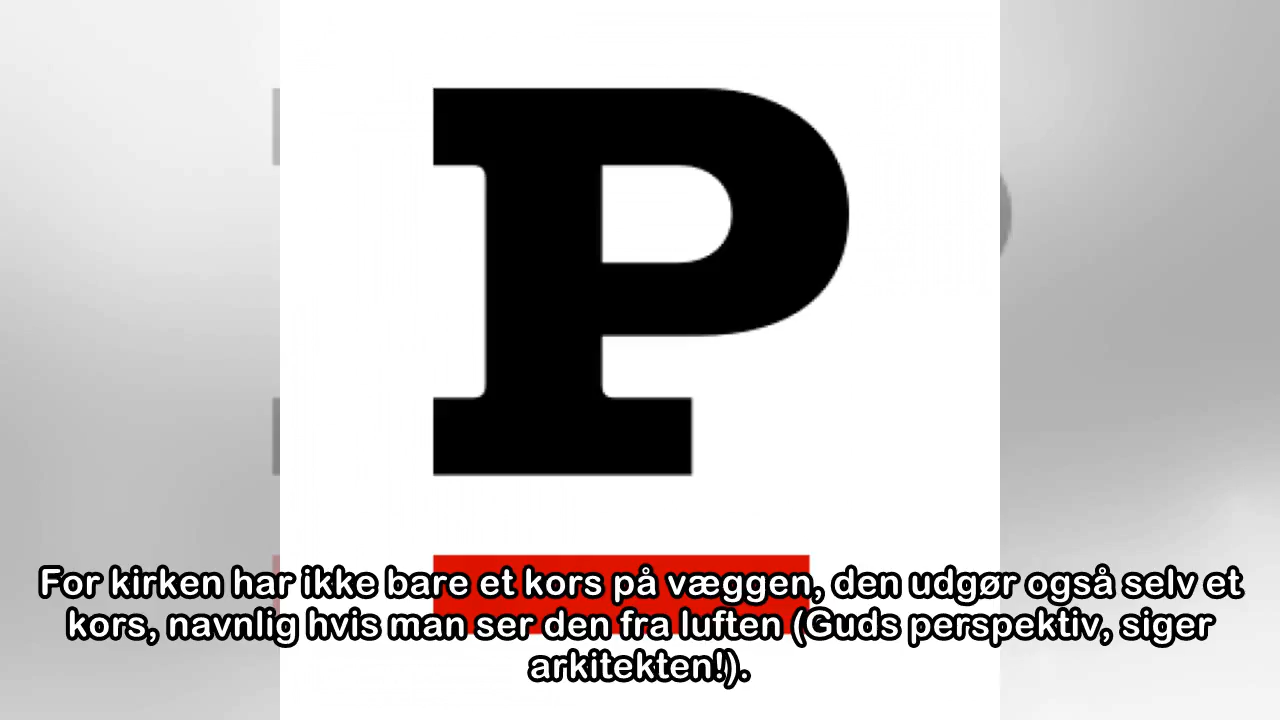 P
For kirken har ikke bare et kors på væggen, den udgør også selv et
kors, navnlig hvis man ser den fra luften (Guds perspektiv, siger
arkitekten!).